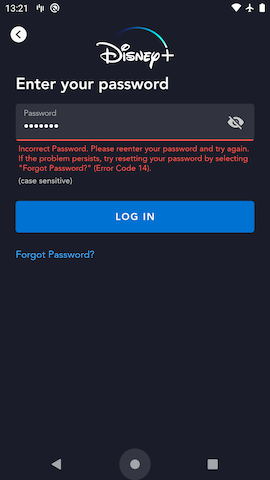 13:21
Disney+
Enter your password
Password
•••••••
Incorrect Password. Please reenter your password and try again.
If the problem persists, try resetting your password by selecting
"Forgot Password?" (Error Code 14).
(case sensitive)
LOG IN
Forgot Password?